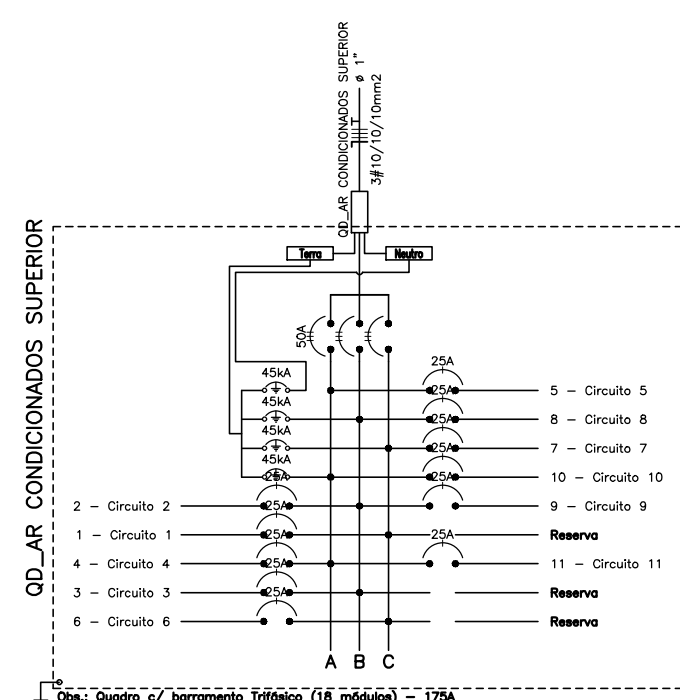 QD_AR CONDICIONADOS SUPERIOR
ø 1"
3#10/10/10mm2
QD_AR CONDICIONADOS SUPERIOR
Terra
Neutro
50A
45kA
25A
25A
5 – Circuito 5
45kA
25A
8 – Circuito 8
45kA
25A
7 – Circuito 7
45kA
25A
25A
10 – Circuito 10
2 – Circuito 2
25A
9 – Circuito 9
1 – Circuito 1
25A
25A
Reserva
4 – Circuito 4
25A
11 – Circuito 11
3 – Circuito 3
25A
Reserva
6 – Circuito 6
Reserva
A B C
Obs.: Quadro c/ barramento Trifásico (18 módulos) – 175A